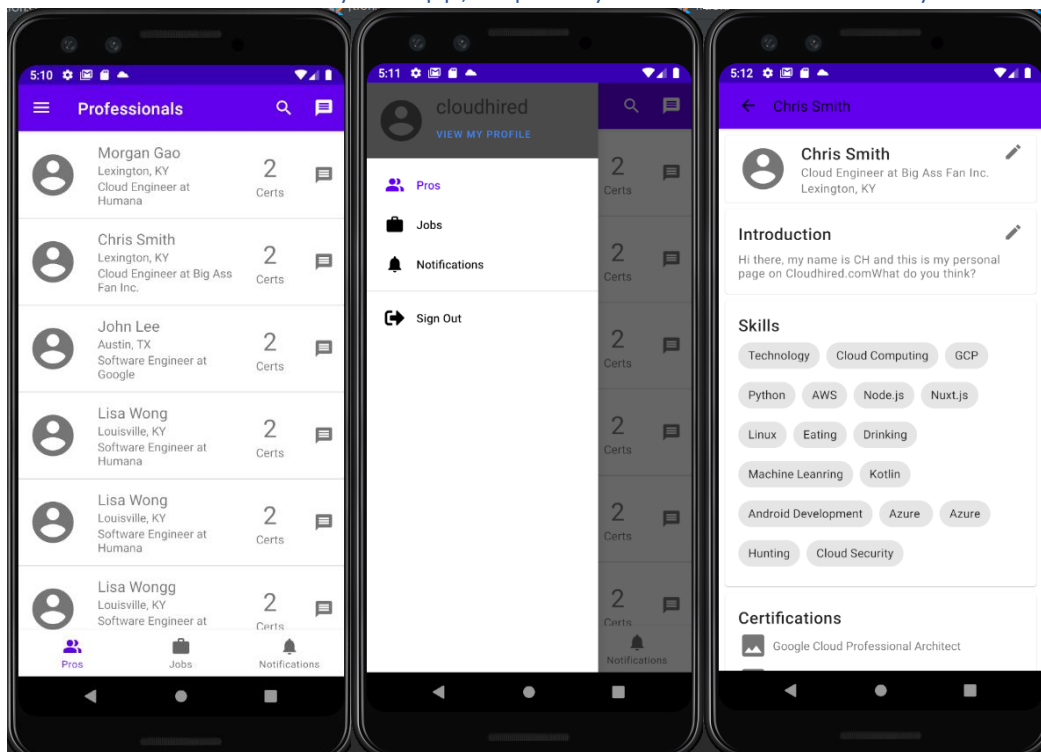 5:10
Professionals
Morgan Gao
Lexington, KY
Cloud Engineer at
Humana
2
Certs
Chris Smith
Lexington, KY
Cloud Engineer at Big Ass
Fan Inc.
2
Certs
John Lee
Austin, TX
Software Engineer at
Google
2
Certs
Lisa Wong
Louisville, KY
Software Engineer at
Humana
2
Certs
Lisa Wong
Louisville, KY
Software Engineer at
Humana
2
Certs
Lisa Wongg
Louisville, KY
Software Engineer at
2
Certs
Pros
Jobs
Notifications
5:11
cloudhired
VIEW MY PROFILE
Pros
Jobs
Notifications
Sign Out
2
Certs
2
Certs
2
Certs
2
Certs
2
Certs
2
Certs
Notifications
5:12
Chris Smith
Chris Smith
Cloud Engineer at Big Ass Fan Inc.
Lexington, KY
Introduction
Hi there, my name is CH and this is my personal
page on Cloudhired.comWhat do you think?
Skills
Technology Cloud Computing GCP
Python AWS Node.js Nuxt.js
Linux Eating Drinking
Machine Leanring Kotlin
Android Development Azure Azure
Hunting Cloud Security
Certifications
Google Cloud Professional Architect